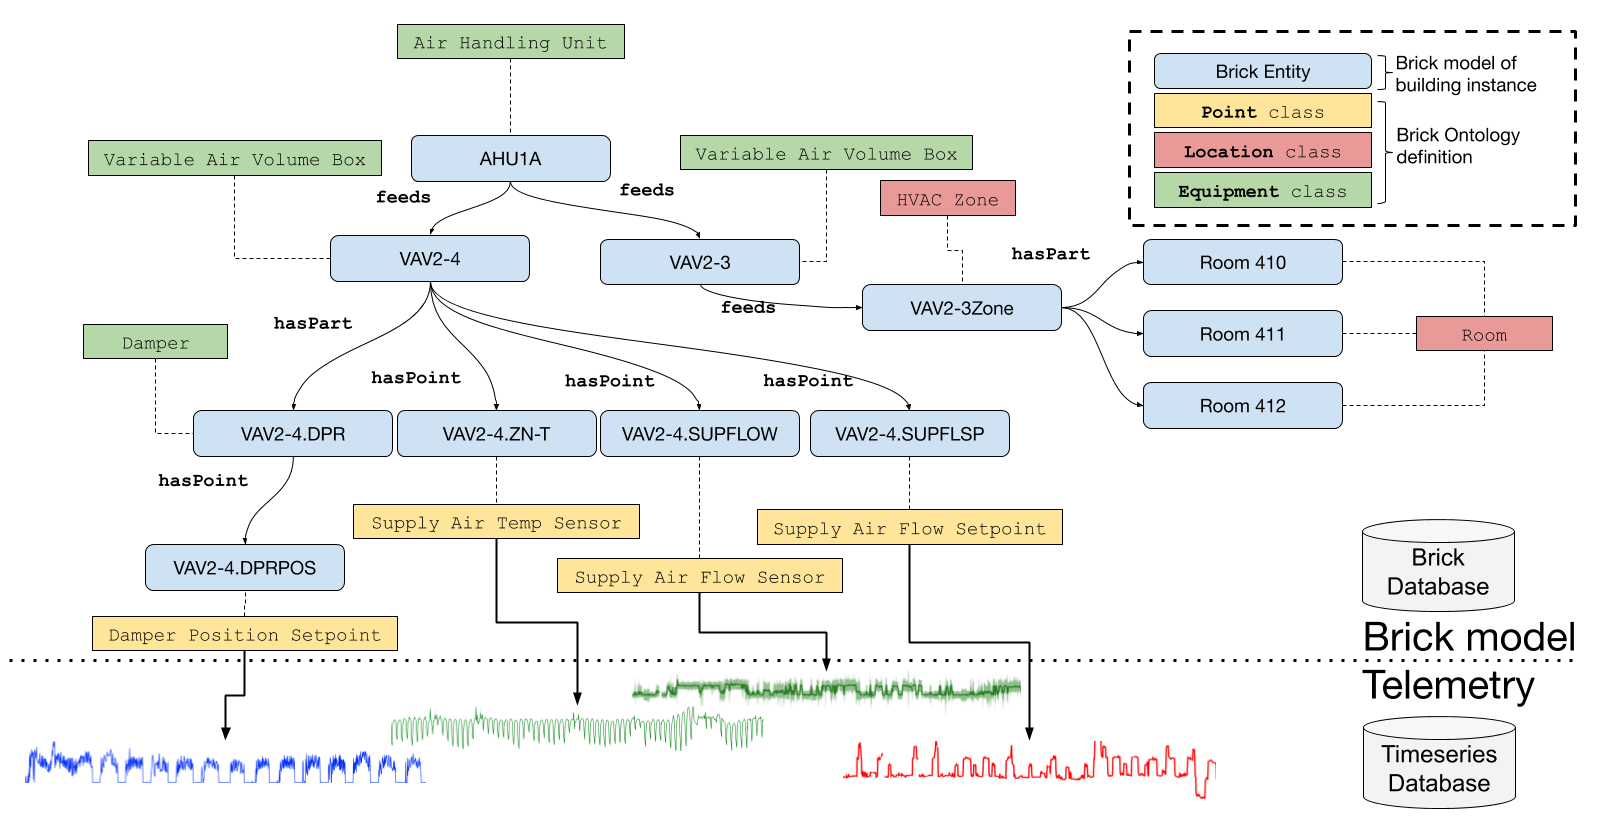 Air Handling Unit
Brick Entity
Brick model of
building instance
Point class
Location class
Equipment class
Brick Ontology
definition
Variable Air Volume Box
AHU1A
Variable Air Volume Box
feeds
feeds
HVAC Zone
VAV2-4
VAV2-3
feeds
VAV2-3Zone
hasPart
Room 410
Room 411
Room 412
Room
Damper
hasPart
hasPoint
hasPoint
hasPoint
VAV2-4.DPR
VAV2-4.ZN-T
VAV2-4.SUPFLOW
VAV2-4.SUPFLSP
hasPoint
Supply Air Temp Sensor
Supply Air Flow Setpoint
VAV2-4.DPRPOS
Supply Air Flow Sensor
Damper Position Setpoint
Brick
Database
Brick model
Telemetry
Timeseries
Database